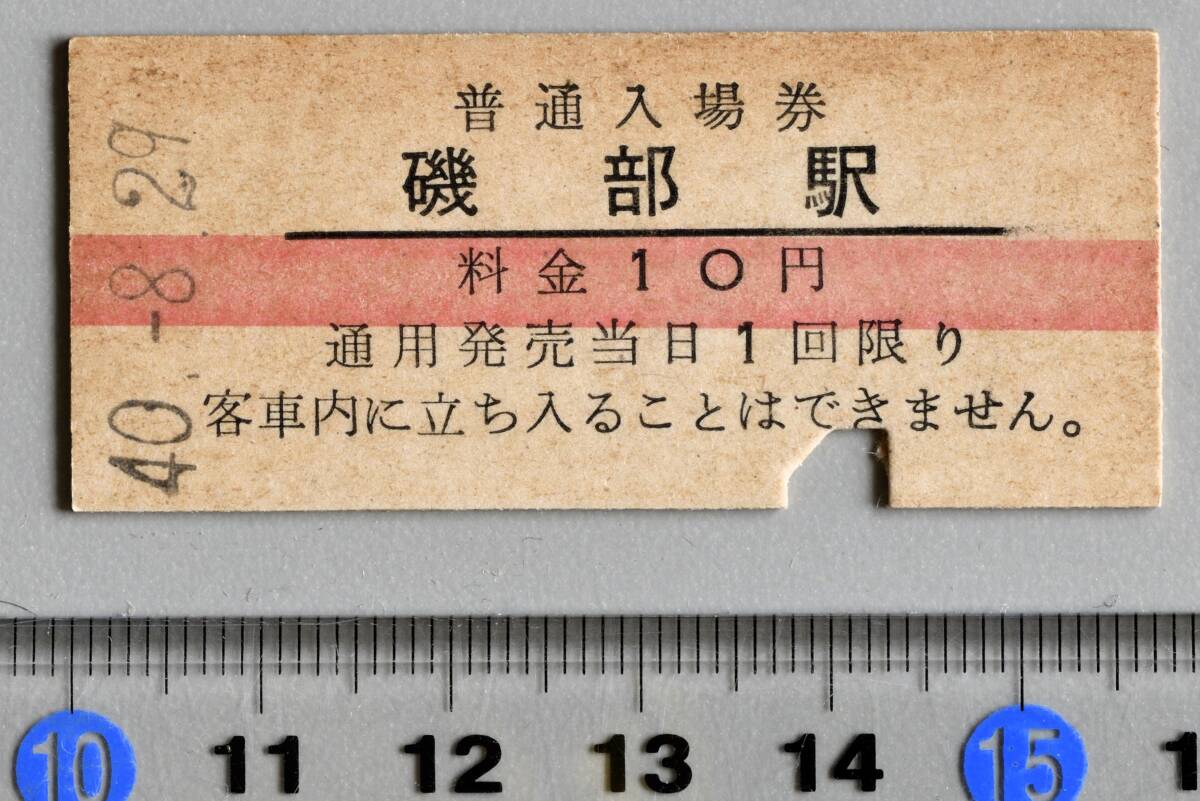 普通入場券
磯部駅
料金10円
通用発売当日1回限り
客車内に立ち入ることはできません。
40.-8.29
10 11 12 13 14 15 1